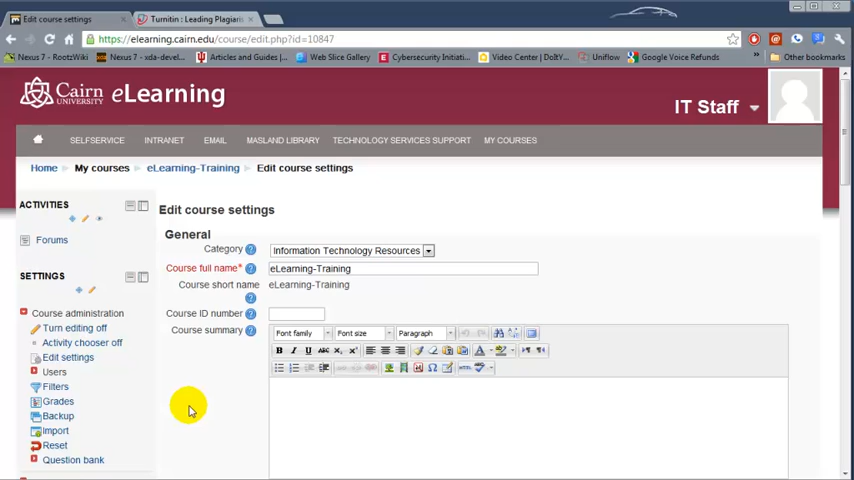 Edit course settings
Turnitin : Leading Plagiaris
https://elearning.cairn.edu/course/edit.php?id=10847
Nexus 7 - RootzWiki
Nexus 7 - xda-devel...
Articles and Guides |...
Web Slice Gallery
Cybersecurity Initiati...
Video Center | DoItY...
Uniflow
Google Voice Refunds
»
Other bookmarks
Cairn UNIVERSITY eLearning
IT Staff
SELFSERVICE INTRANET EMAIL MASLAND LIBRARY TECHNOLOGY SERVICES SUPPORT MY COURSES
Home My courses eLearning-Training Edit course settings
ACTIVITIES
Forums
SETTINGS
Course administration
Turn editing off
Activity chooser off
Edit settings
Users
Filters
Grades
Backup
Import
Reset
Question bank
Edit course settings
General
Category Information Technology Resources
Course full name* eLearning-Training
Course short name eLearning-Training
Course ID number
Course summary
Font family Font size Paragraph
B I U ABC x₂ x²
A
Ω HTML